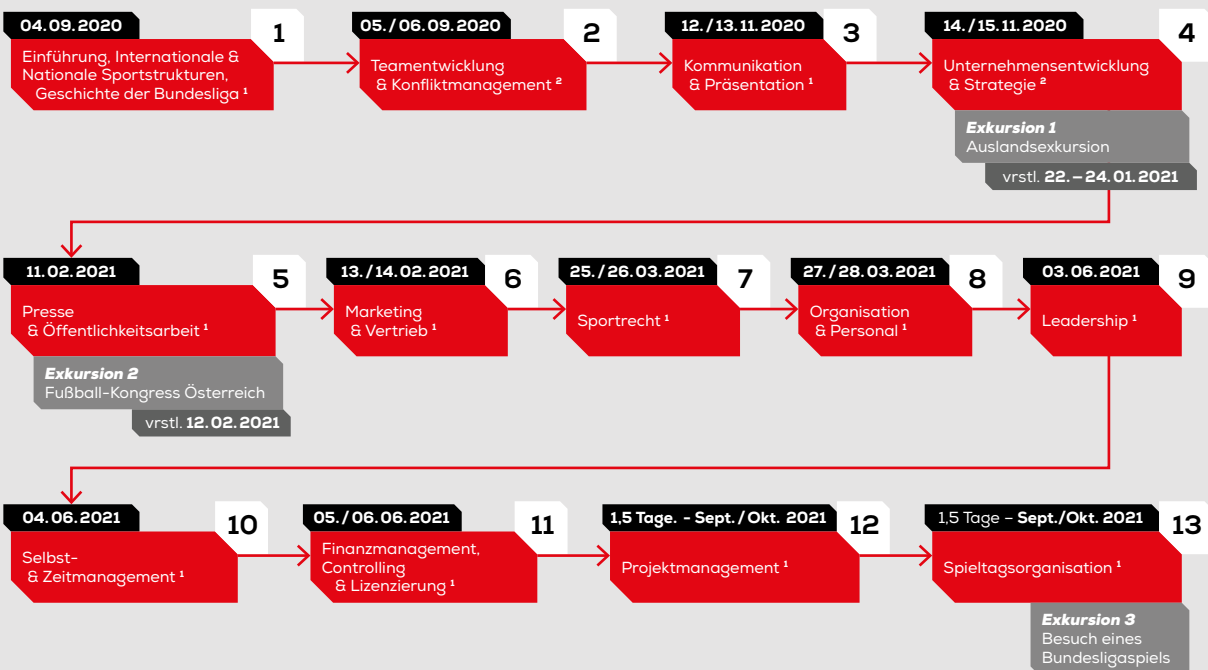 04.09.2020
1
Einführung, Internationale &
Nationale Sportstrukturen,
Geschichte der Bundesliga ¹
05./06.09.2020
2
Teamentwicklung
& Konfliktmanagement ²
12./13.11.2020
3
Kommunikation
& Präsentation ¹
14./15.11.2020
4
Unternehmensentwicklung
& Strategie ²
Exkursion 1
Auslandsexkursion
vrstl. 22.–24.01.2021
11.02.2021
5
Presse
& Öffentlichkeitsarbeit ¹
Exkursion 2
Fußball-Kongress Österreich
vrstl. 12.02.2021
13./14.02.2021
6
Marketing
& Vertrieb ¹
25./26.03.2021
7
Sportrecht ¹
27./28.03.2021
8
Organisation
& Personal ¹
03.06.2021
9
Leadership ¹
04.06.2021
10
Selbst-
& Zeitmanagement ¹
05./06.06.2021
11
Finanzmanagement,
Controlling
& Lizenzierung ¹
1,5 Tage. - Sept./Okt. 2021
12
Projektmanagement ¹
1,5 Tage – Sept./Okt. 2021
13
Spieltagsorganisation ¹
Exkursion 3
Besuch eines
Bundesligaspiels